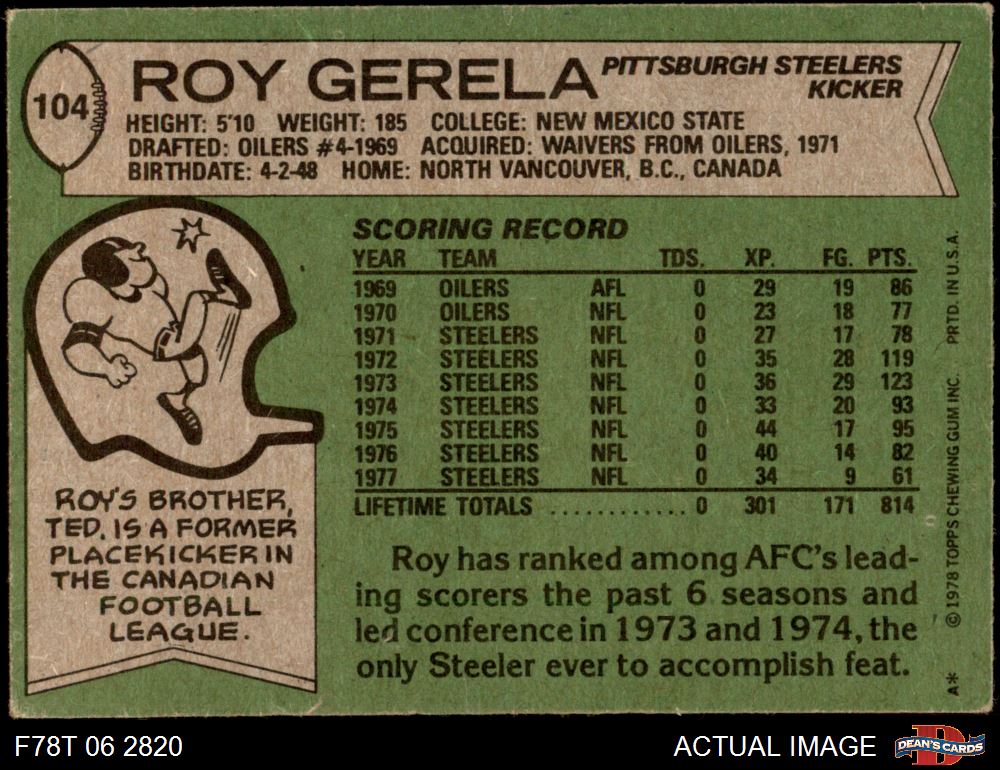 104
ROY GERELA
PITTSBURGH STEELERS
KICKER
HEIGHT: 5'10 WEIGHT: 185 COLLEGE: NEW MEXICO STATE
DRAFTED: OILERS #4-1969 ACQUIRED: WAIVERS FROM OILERS, 1971
BIRTHDATE: 4-2-48 HOME: NORTH VANCOUVER, B.C., CANADA
SCORING RECORD
YEAR TEAM TDS. XP. FG. PTS.
1969 OILERS AFL 0 29 19 86
1970 OILERS NFL 0 23 18 77
1971 STEELERS NFL 0 27 17 78
1972 STEELERS NFL 0 35 28 119
1973 STEELERS NFL 0 36 29 123
1974 STEELERS NFL 0 33 20 93
1975 STEELERS NFL 0 44 17 95
1976 STEELERS NFL 0 40 14 82
1977 STEELERS NFL 0 34 9 61
LIFETIME TOTALS ............ 0 301 171 814
ROY'S BROTHER,
TED, IS A FORMER
PLACEKICKER IN
THE CANADIAN
FOOTBALL
LEAGUE.
Roy has ranked among AFC's lead-
ing scorers the past 6 seasons and
led conference in 1973 and 1974, the
only Steeler ever to accomplish feat.
A* ©1978 TOPPS CHEWING GUM INC. PRTD. IN U.S.A.
F78T 06 2820
ACTUAL IMAGE
D
DEAN'S CARDS